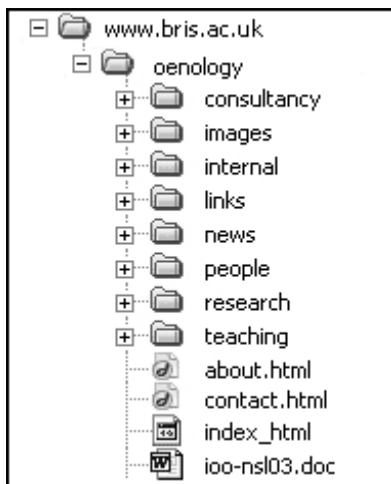 www.bris.ac.uk
oenology
consultancy
images
internal
links
news
people
research
teaching
about.html
contact.html
index_html
ioo-nsl03.doc